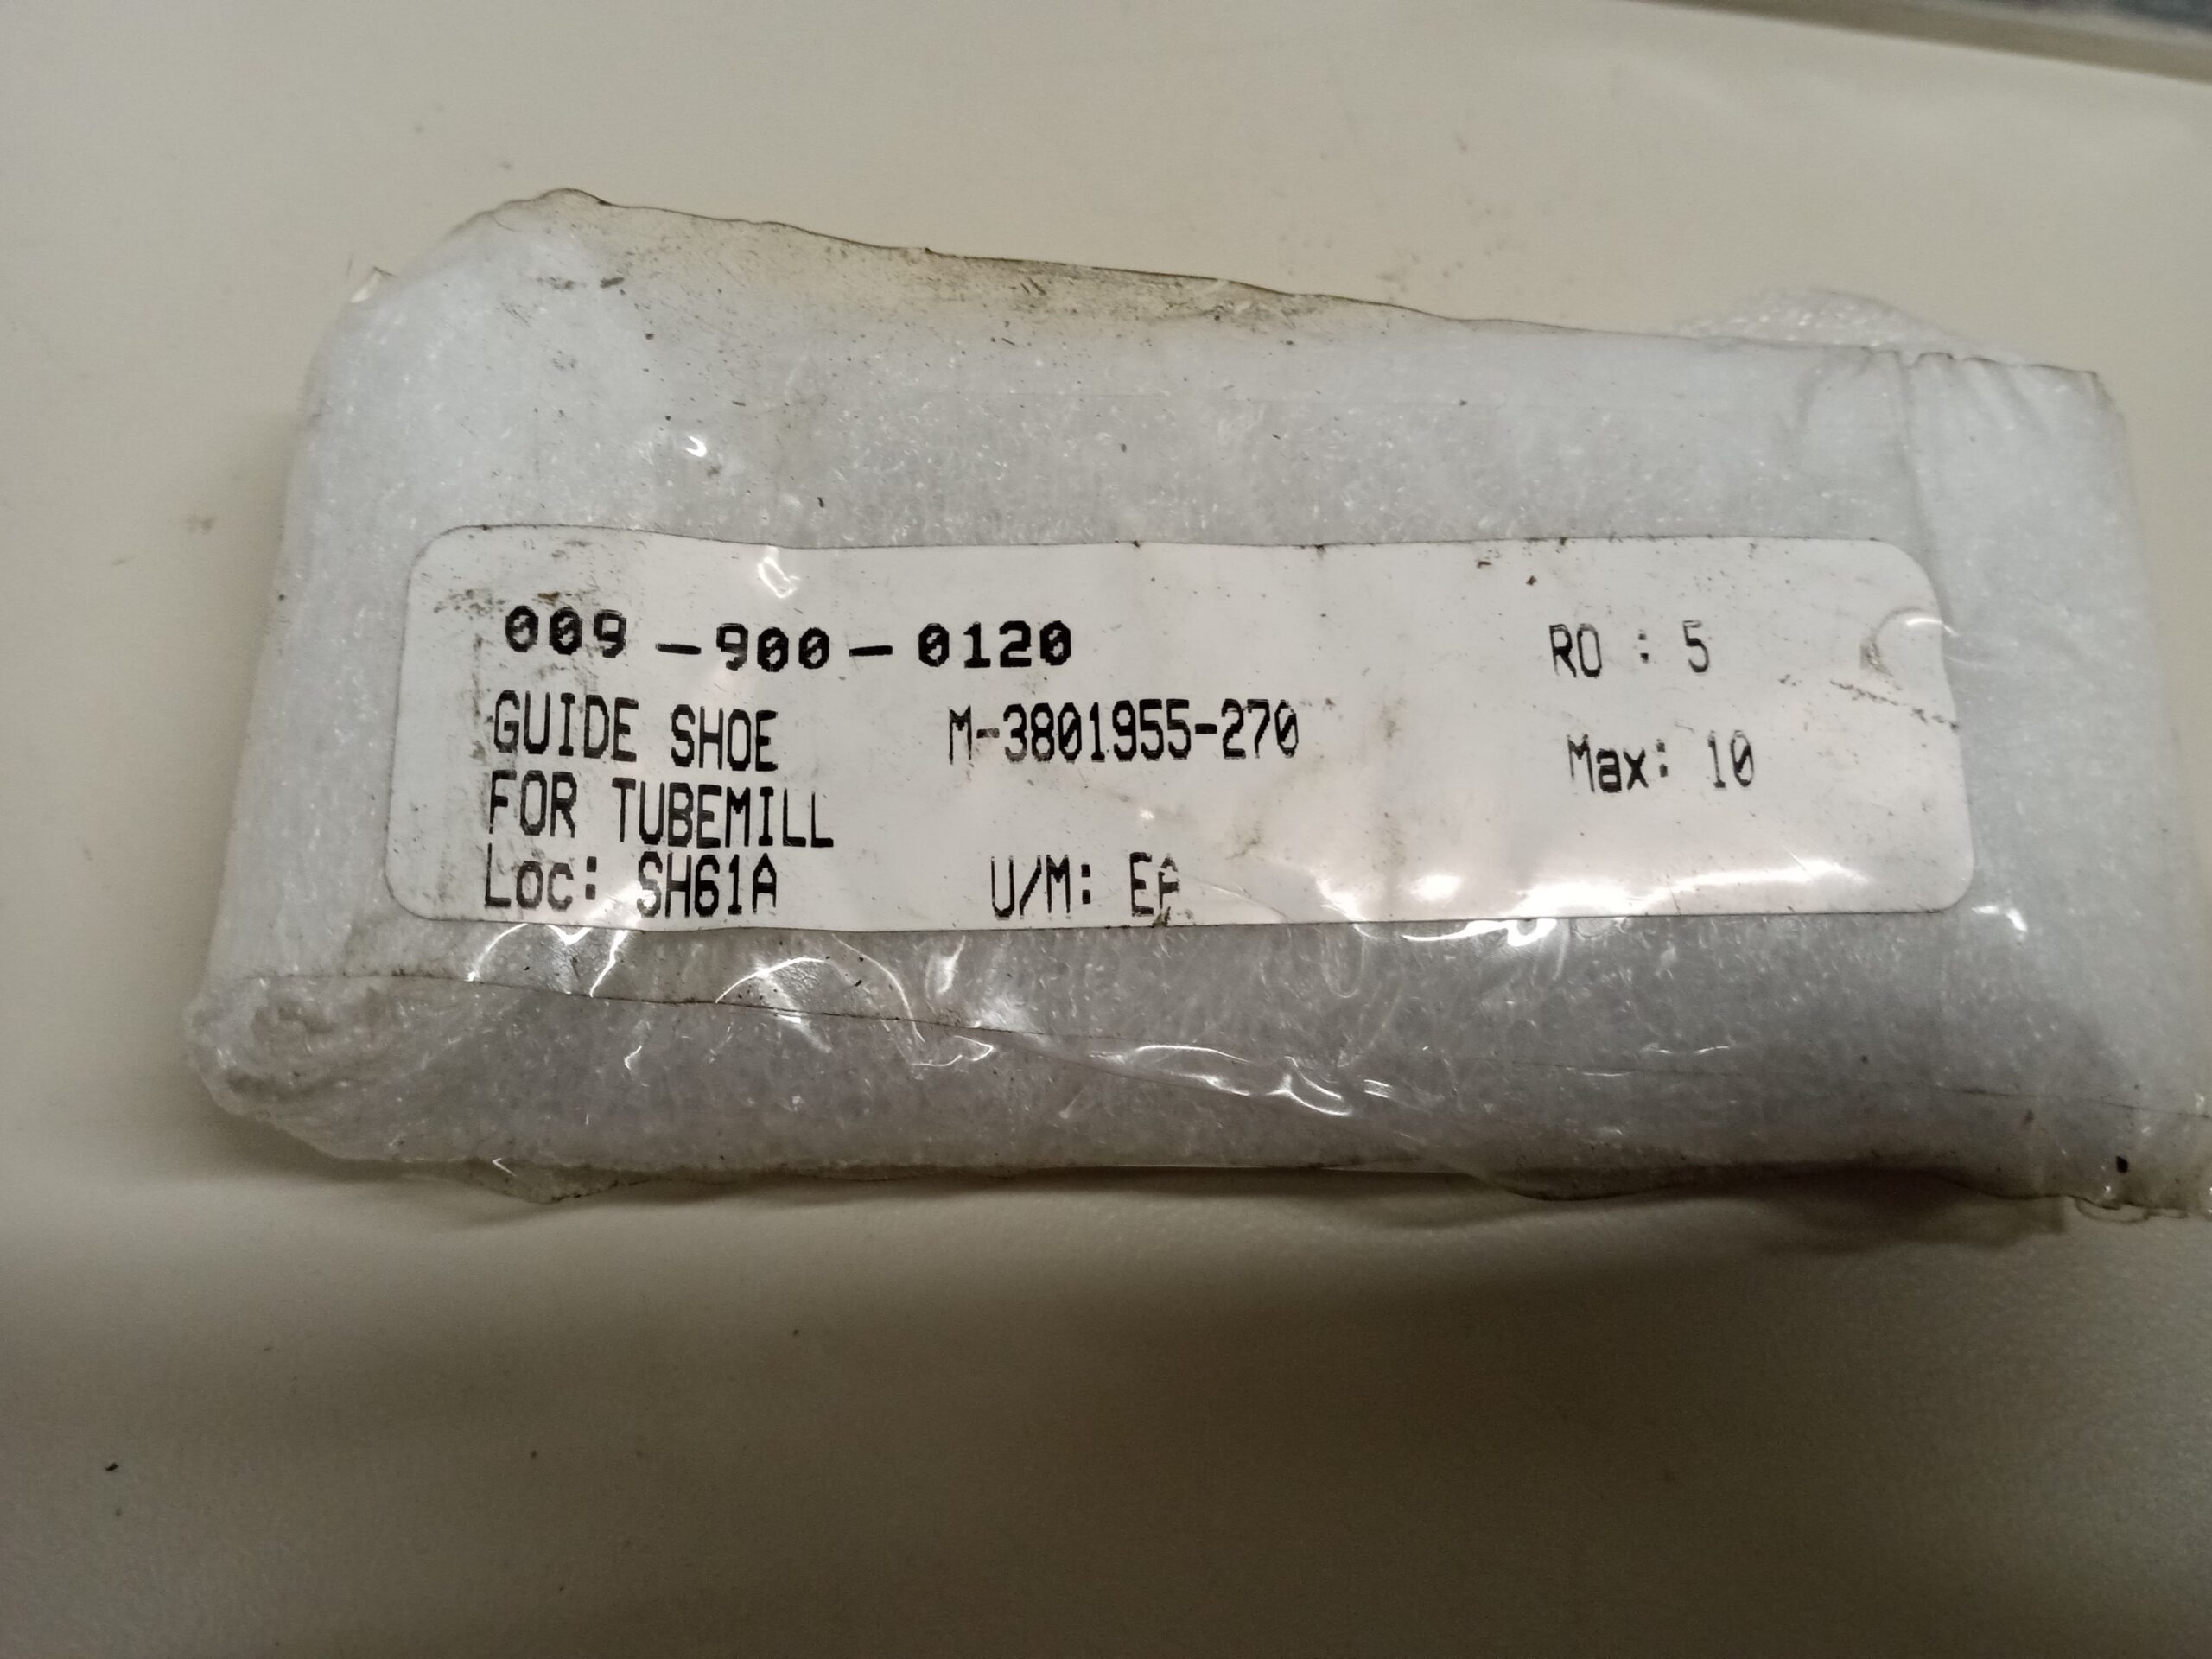 009-900-0120 RO : 5
GUIDE SHOE M-3801955-270
FOR TUBEMILL Max: 10
Loc: SH61A U/M: EA